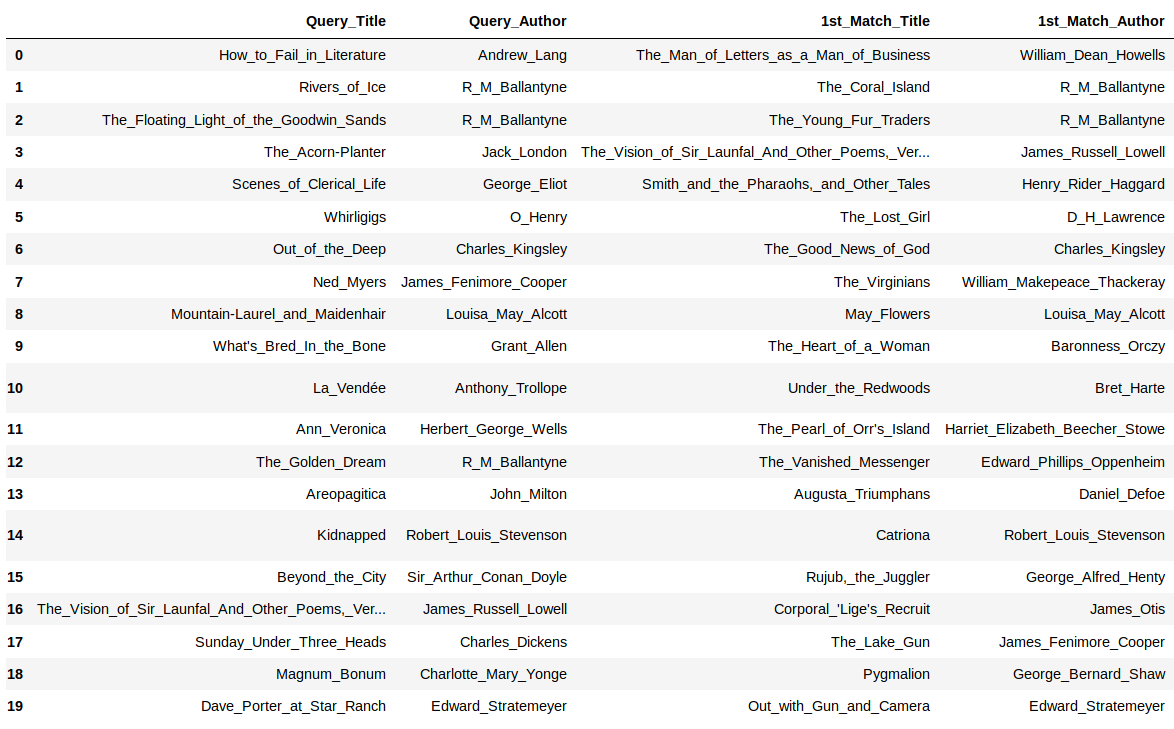 Query_Title Query_Author 1st_Match_Title 1st_Match_Author
0 How_to_Fail_in_Literature Andrew_Lang The_Man_of_Letters_as_a_Man_of_Business William_Dean_Howells
1 Rivers_of_Ice R_M_Ballantyne The_Coral_Island R_M_Ballantyne
2 The_Floating_Light_of_the_Goodwin_Sands R_M_Ballantyne The_Young_Fur_Traders R_M_Ballantyne
3 The_Acorn-Planter Jack_London The_Vision_of_Sir_Launfal_And_Other_Poems,_Ver... James_Russell_Lowell
4 Scenes_of_Clerical_Life George_Eliot Smith_and_the_Pharaohs,_and_Other_Tales Henry_Rider_Haggard
5 Whirligigs O_Henry The_Lost_Girl D_H_Lawrence
6 Out_of_the_Deep Charles_Kingsley The_Good_News_of_God Charles_Kingsley
7 Ned_Myers James_Fenimore_Cooper The_Virginians William_Makepeace_Thackeray
8 Mountain-Laurel_and_Maidenhair Louisa_May_Alcott May_Flowers Louisa_May_Alcott
9 What's_Bred_In_the_Bone Grant_Allen The_Heart_of_a_Woman Baronness_Orczy
10 La_Vendée Anthony_Trollope Under_the_Redwoods Bret_Harte
11 Ann_Veronica Herbert_George_Wells The_Pearl_of_Orr's_Island Harriet_Elizabeth_Beecher_Stowe
12 The_Golden_Dream R_M_Ballantyne The_Vanished_Messenger Edward_Phillips_Oppenheim
13 Areopagitica John_Milton Augusta_Triumphans Daniel_Defoe
14 Kidnapped Robert_Louis_Stevenson Catriona Robert_Louis_Stevenson
15 Beyond_the_City Sir_Arthur_Conan_Doyle Rujub,_the_Juggler George_Alfred_Henty
16 The_Vision_of_Sir_Launfal_And_Other_Poems,_Ver... James_Russell_Lowell Corporal_'Lige's_Recruit James_Otis
17 Sunday_Under_Three_Heads Charles_Dickens The_Lake_Gun James_Fenimore_Cooper
18 Magnum_Bonum Charlotte_Mary_Yonge Pygmalion George_Bernard_Shaw
19 Dave_Porter_at_Star_Ranch Edward_Stratemeyer Out_with_Gun_and_Camera Edward_Stratemeyer